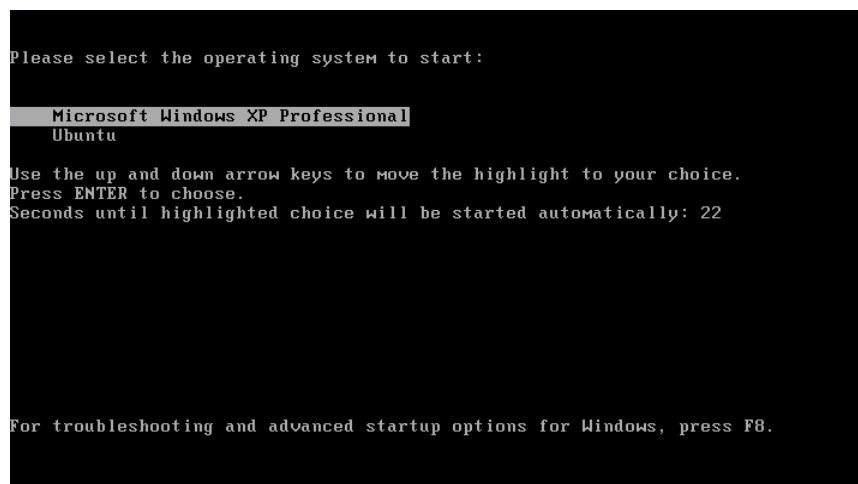 Please select the operating system to start:
Microsoft Windows XP Professional
Ubuntu
Use the up and down arrow keys to move the highlight to your choice.
Press ENTER to choose.
Seconds until highlighted choice will be started automatically: 22
For troubleshooting and advanced startup options for Windows, press F8.